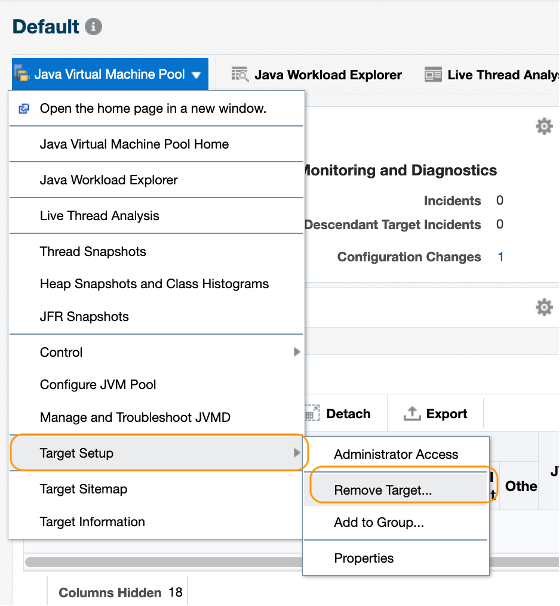 Default
Java Virtual Machine Pool
Java Workload Explorer
Live Thread Analy
Open the home page in a new window.
Java Virtual Machine Pool Home
Java Workload Explorer
Live Thread Analysis
Thread Snapshots
Heap Snapshots and Class Histograms
JFR Snapshots
Control
Configure JVM Pool
Manage and Troubleshoot JVMD
Target Setup
Target Sitemap
Target Information
Monitoring and Diagnostics
Incidents 0
Descendant Target Incidents 0
Configuration Changes 1
Detach
Export
Administrator Access
Remove Target...
Add to Group...
Properties
Othe
J
Columns Hidden 18